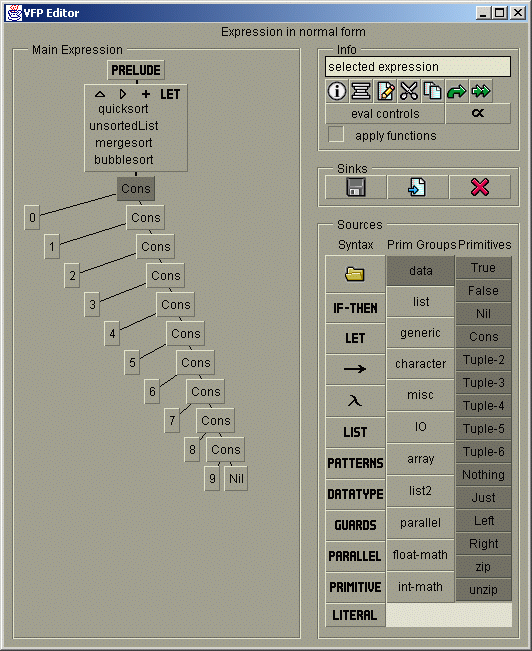 VFP Editor
Expression in normal form
Main Expression
PRELUDE
LET
quicksort
unsortedList
mergesort
bubblesort
Cons
0
Cons
1
Cons
2
Cons
3
Cons
4
Cons
5
Cons
6
Cons
7
Cons
8
Cons
9
Nil
Info
selected expression
eval controls
∝
apply functions
Sinks
Sources
Syntax
IF-THEN
LET
→
λ
LIST
PATTERNS
DATATYPE
GUARDS
PARALLEL
PRIMITIVE
LITERAL
Prim Groups
data
list
generic
character
misc
IO
array
list2
parallel
float-math
int-math
Primitives
True
False
Nil
Cons
Tuple-2
Tuple-3
Tuple-4
Tuple-5
Tuple-6
Nothing
Just
Left
Right
zip
unzip